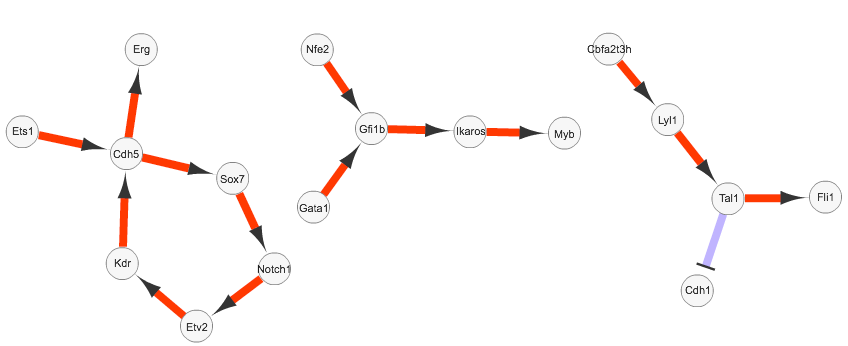 Erg
Ets1
Cdh5
Sox7
Kdr
Notch1
Etv2
Nfe2
Gfi1b
Ikaros
Myb
Gata1
Cbfa2t3h
Lyl1
Tal1
Fli1
Cdh1